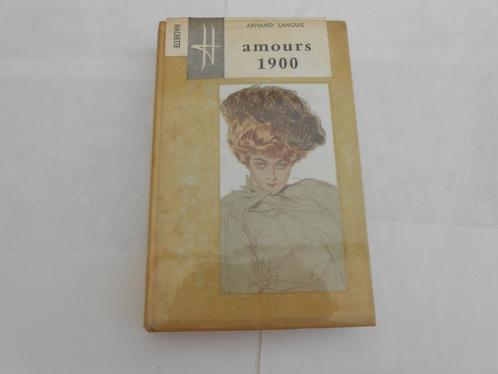 HACHETTE
ARMAND LANOUX
amours
1900